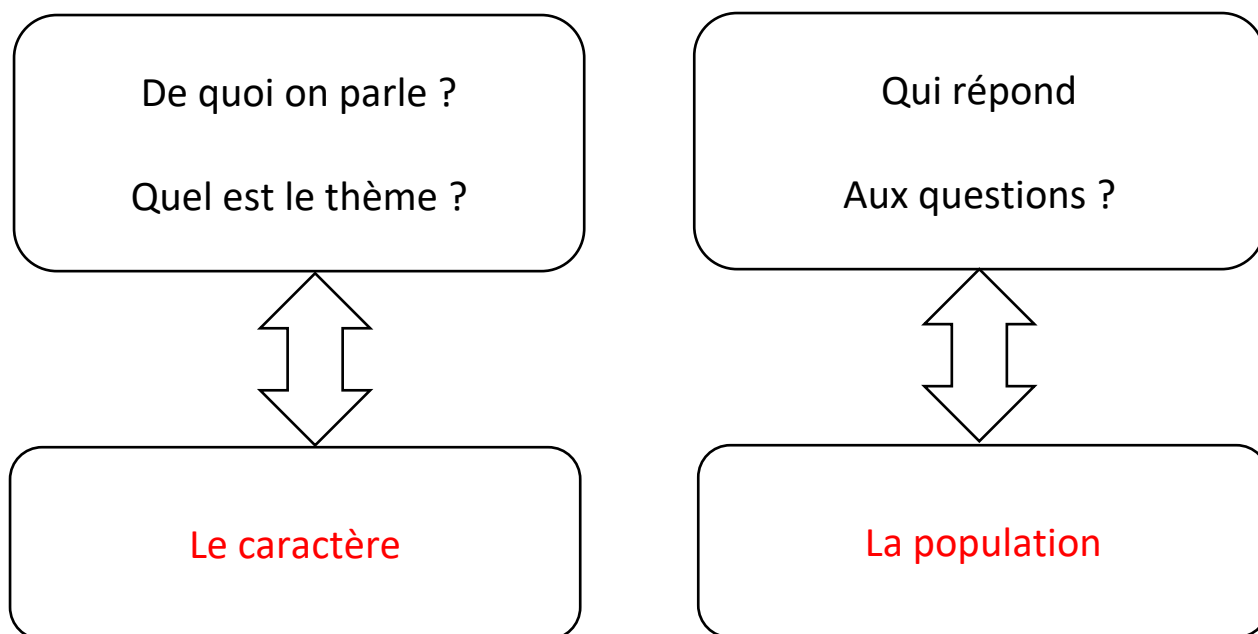 De quoi on parle ?
Quel est le thème ?
Qui répond
Aux questions ?
Le caractère
La population